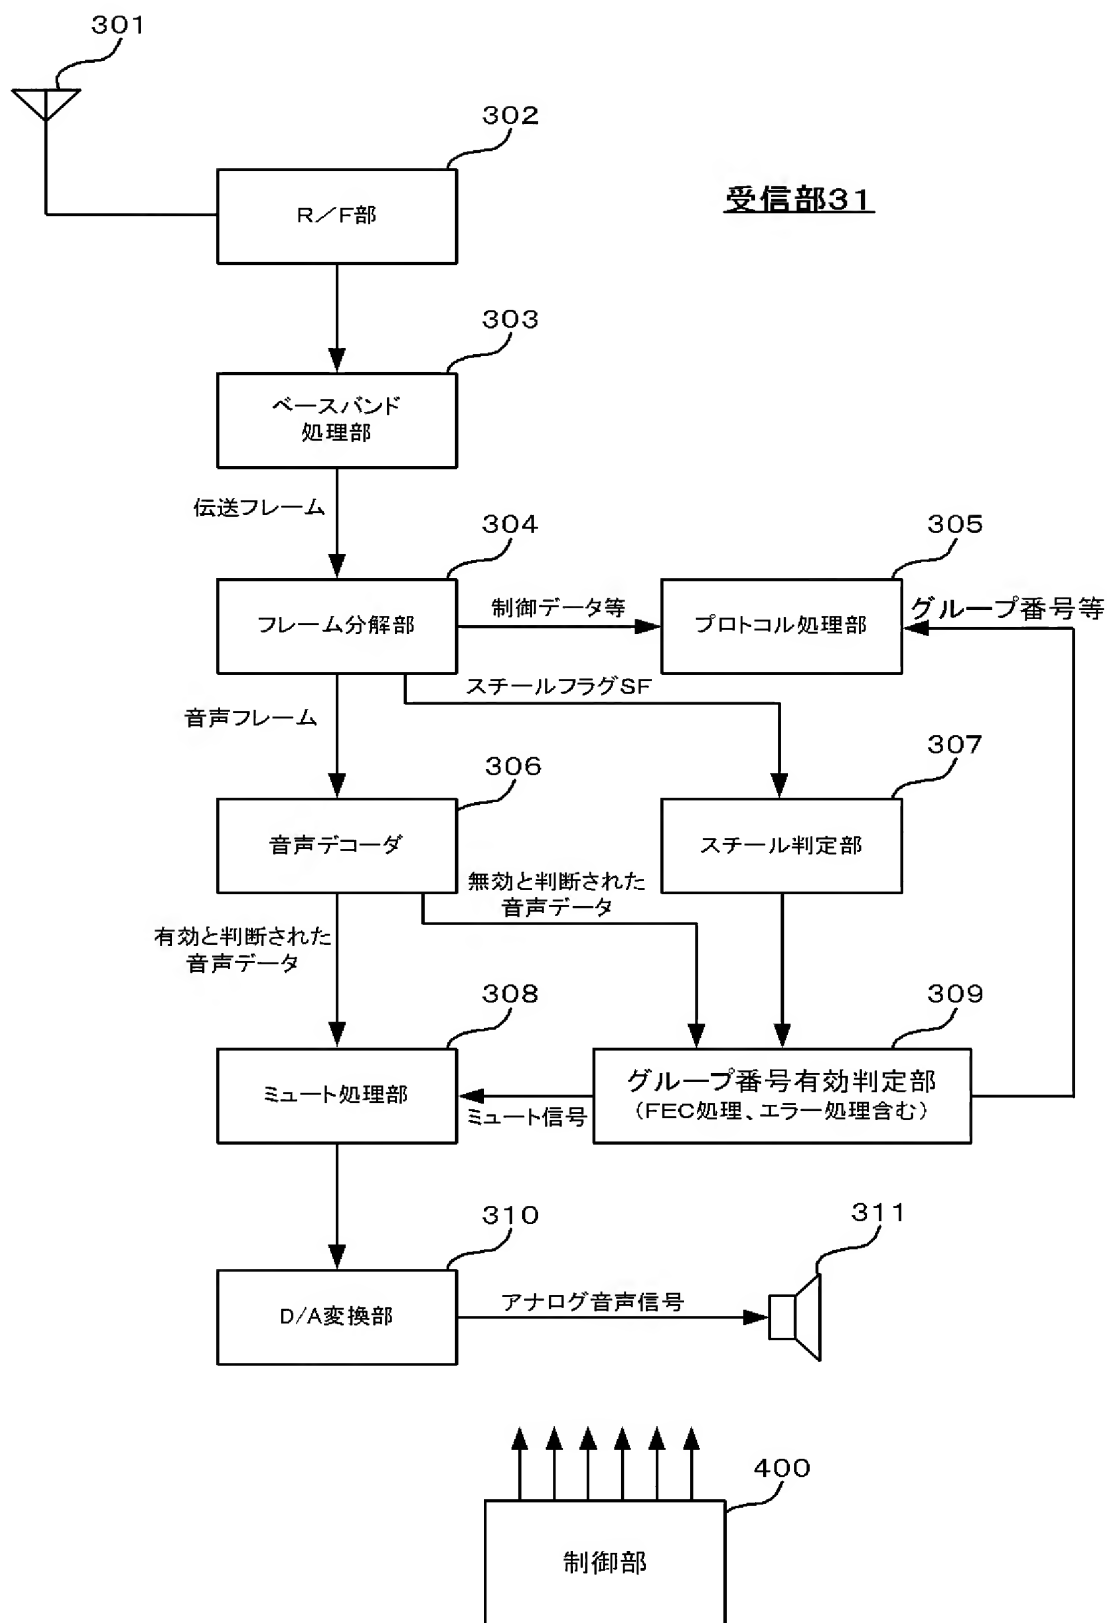 301
302
R／F部
受信部31
303
ベースバンド
処理部
伝送フレーム
304
305
フレーム分解部
制御データ等
プロトコル処理部
グループ番号等
スチールフラグSF
音声フレーム
306
307
音声デコーダ
スチール判定部
無効と判断された
音声データ
有効と判断された
音声データ
308
309
ミュート処理部
ミュート信号
グループ番号有効判定部
（FEC処理、エラー処理含む）
310
311
D/A変換部
アナログ音声信号
400
制御部